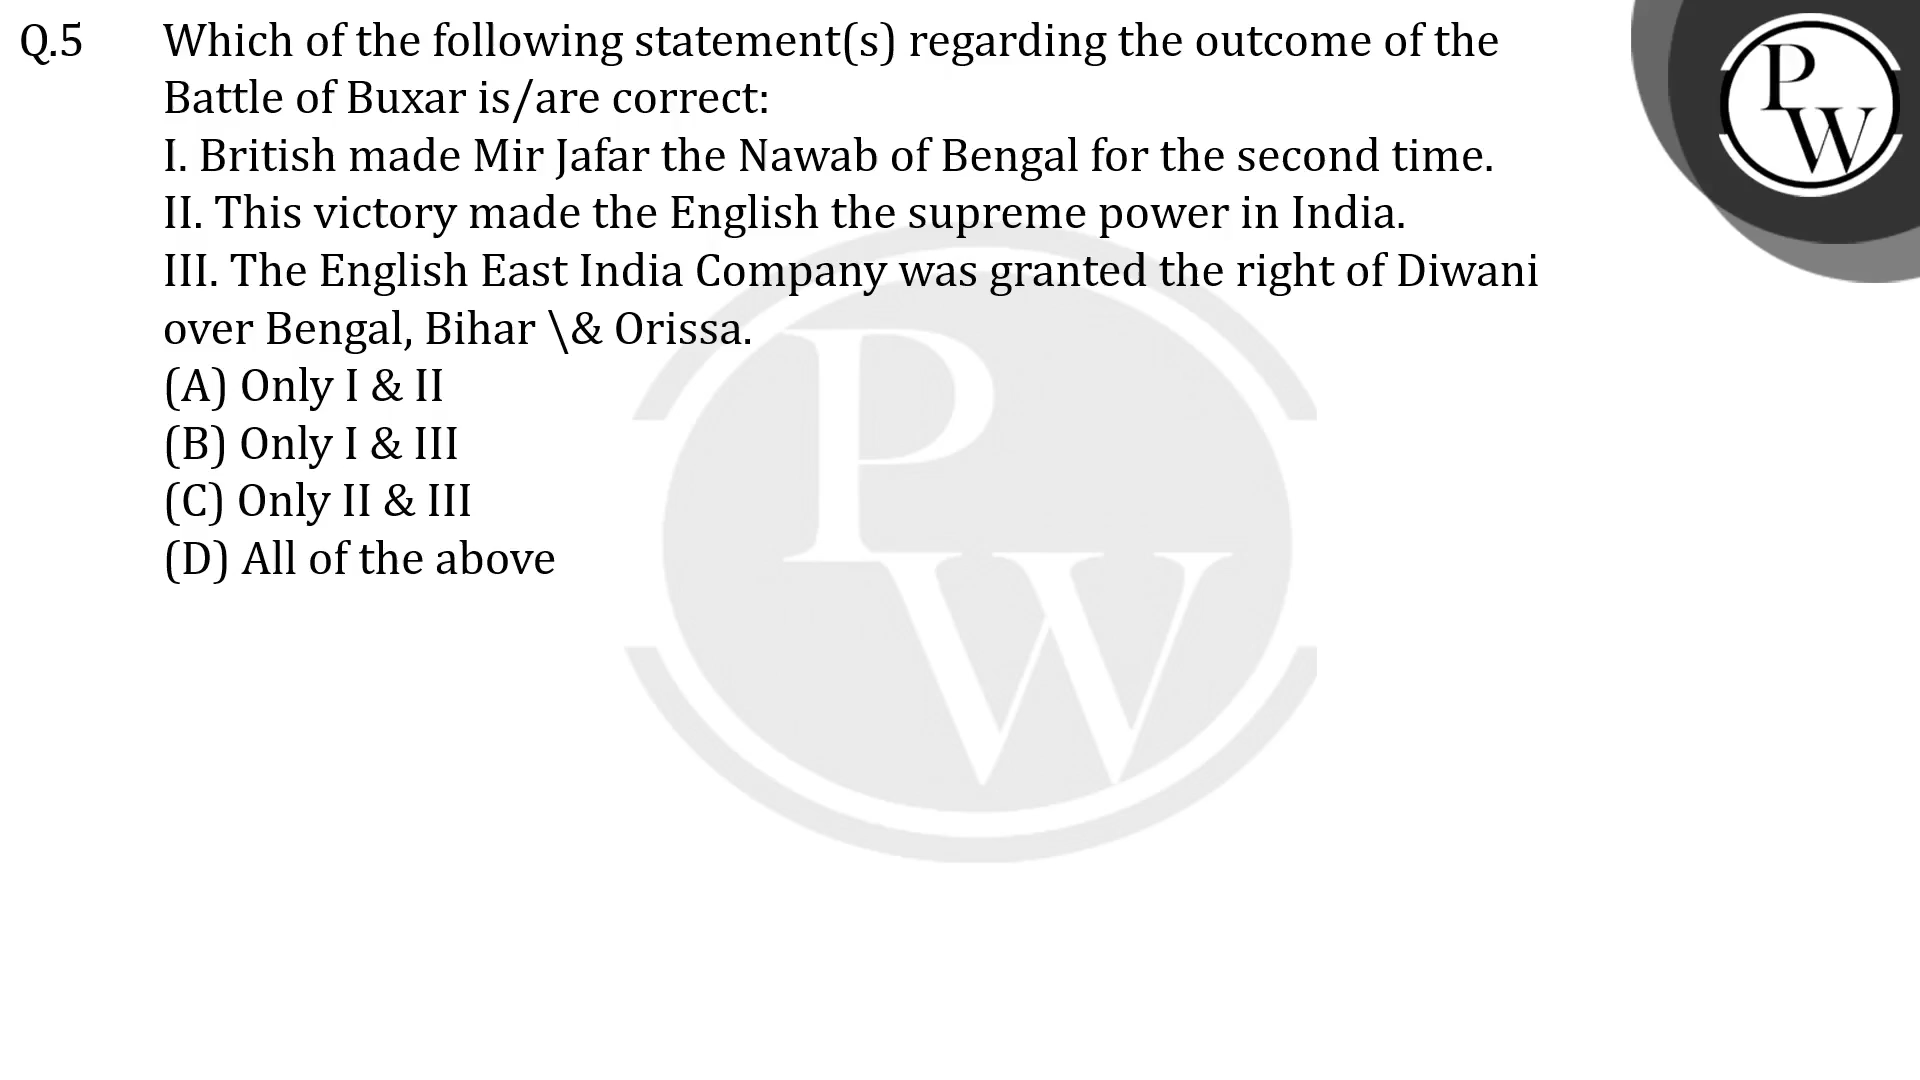 Q.5 Which of the following statement(s) regarding the outcome of the
Battle of Buxar is/are correct:
I. British made Mir Jafar the Nawab of Bengal for the second time.
II. This victory made the English the supreme power in India.
III. The English East India Company was granted the right of Diwani
over Bengal, Bihar \& Orissa.
(A) Only I & II
(B) Only I & III
(C) Only II & III
(D) All of the above
PW
PW